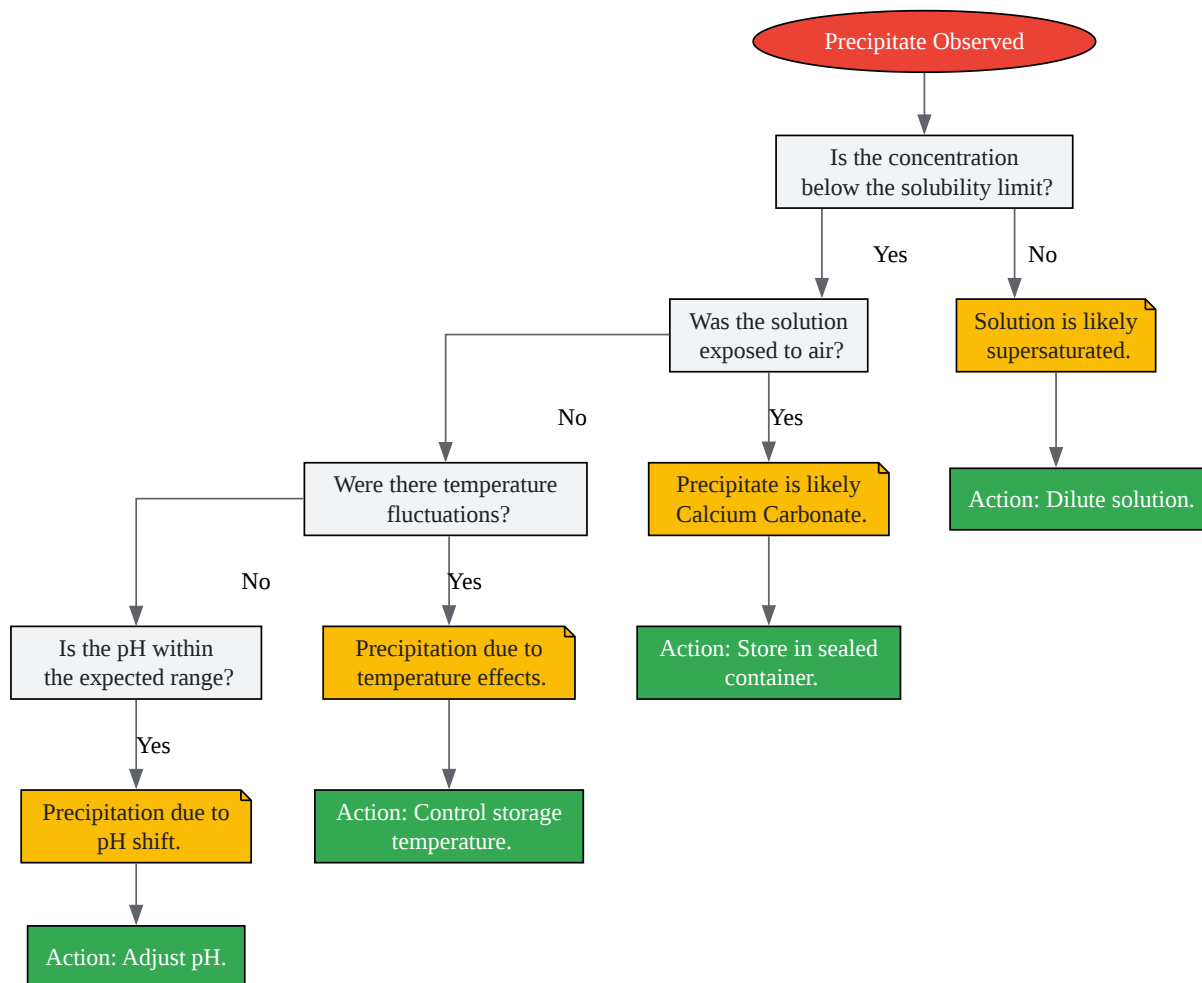 Precipitate Observed
Is the concentration
below the solubility limit?
Yes
No
Was the solution
exposed to air?
Solution is likely
supersaturated.
No
Yes
Were there temperature
fluctuations?
Precipitate is likely
Calcium Carbonate.
Action: Dilute solution.
No
Yes
Is the pH within
the expected range?
Precipitation due to
temperature effects.
Action: Store in sealed
container.
Yes
Precipitation due to
pH shift.
Action: Control storage
temperature.
Action: Adjust pH.